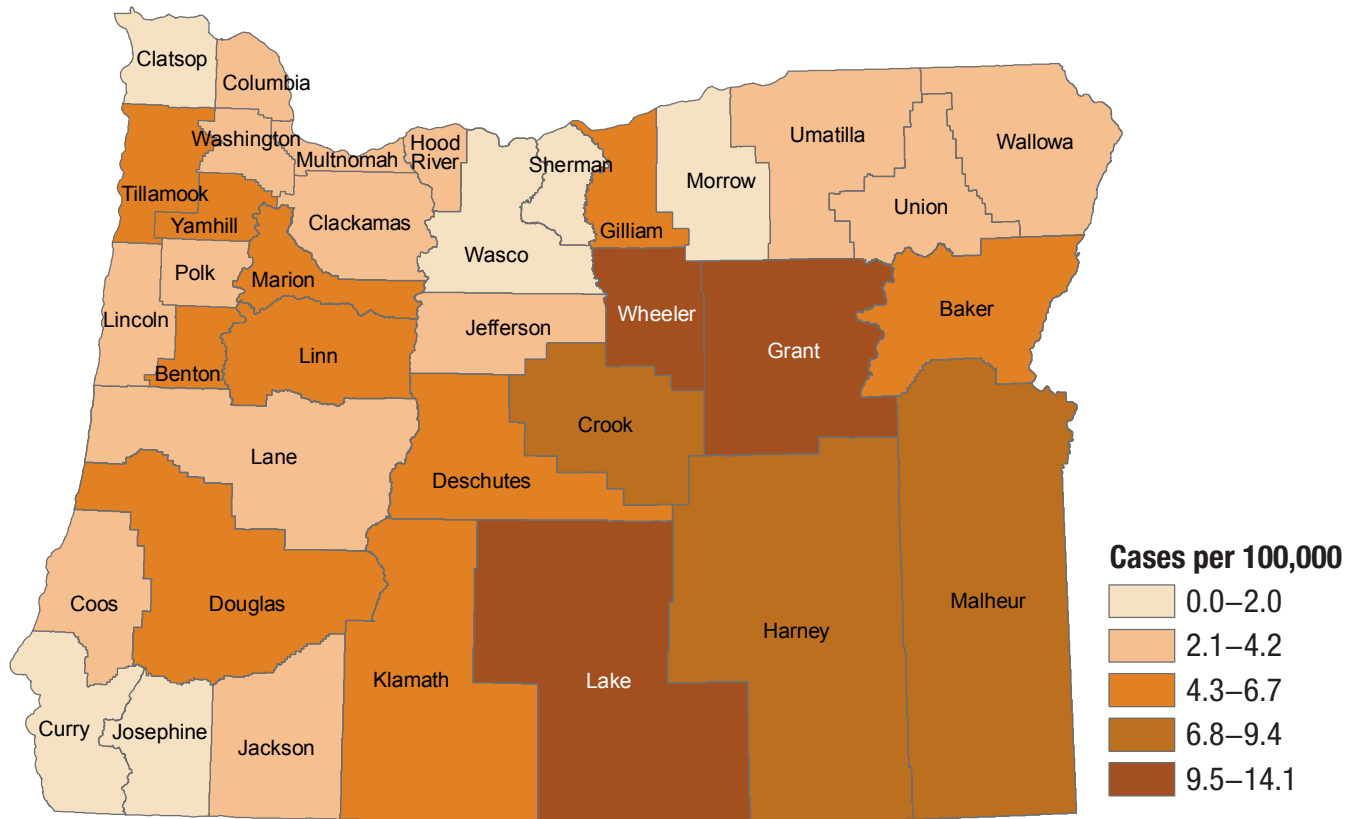 Clatsop
Columbia
Washington
Multnomah
Hood
River
Sherman
Morrow
Umatilla
Wallowa
Tillamook
Yamhill
Clackamas
Wasco
Gilliam
Union
Polk
Marion
Lincoln
Jefferson
Wheeler
Grant
Baker
Benton
Linn
Crook
Lane
Deschutes
Coos
Douglas
Harney
Malheur
Klamath
Lake
Curry
Josephine
Jackson
Cases per 100,000
0.0–2.0
2.1–4.2
4.3–6.7
6.8–9.4
9.5–14.1